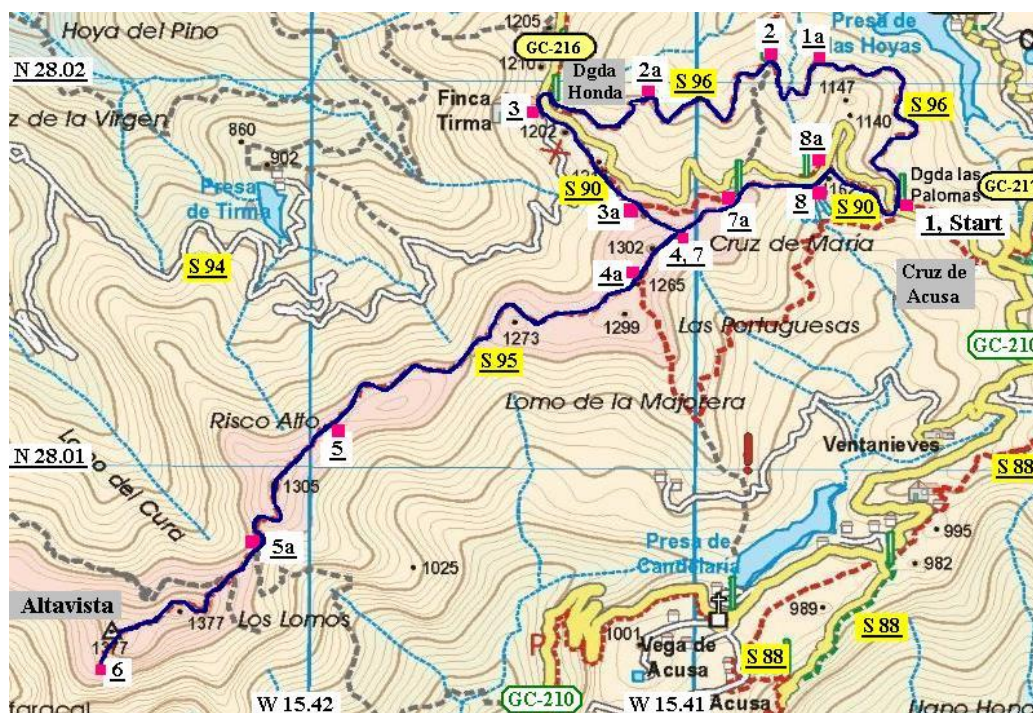 Hoya del Pino
1205
GC-216
1210
Dgda
Honda
2
1a
Presa de
las Hoyas
N 28.02
2a
S 96
1147
S 96
Finca
Tirma
3
1202
1140
z de la Virgen
860
902
8a
Dgda las
Palomas
GC-217
Presa
de Tirma
S 90
3a
7a
8
S 90
1, Start
1302
4, 7
Cruz de Maria
S 94
4a
1265
Cruz de
Acusa
1299
1273
Las Portuguesas
GC-210
S 95
Risco Alto
Lomo de la Majorera
5
Ventanieves
N 28.01
S 88
1305
5a
Presa de
Candelaria
995
982
1025
Altavista
1377
1377
Los Lomos
989
1001
P
Vega de
Acusa
S 88
S 88
6
W 15.42
GC-210
W 15.41
Acusa